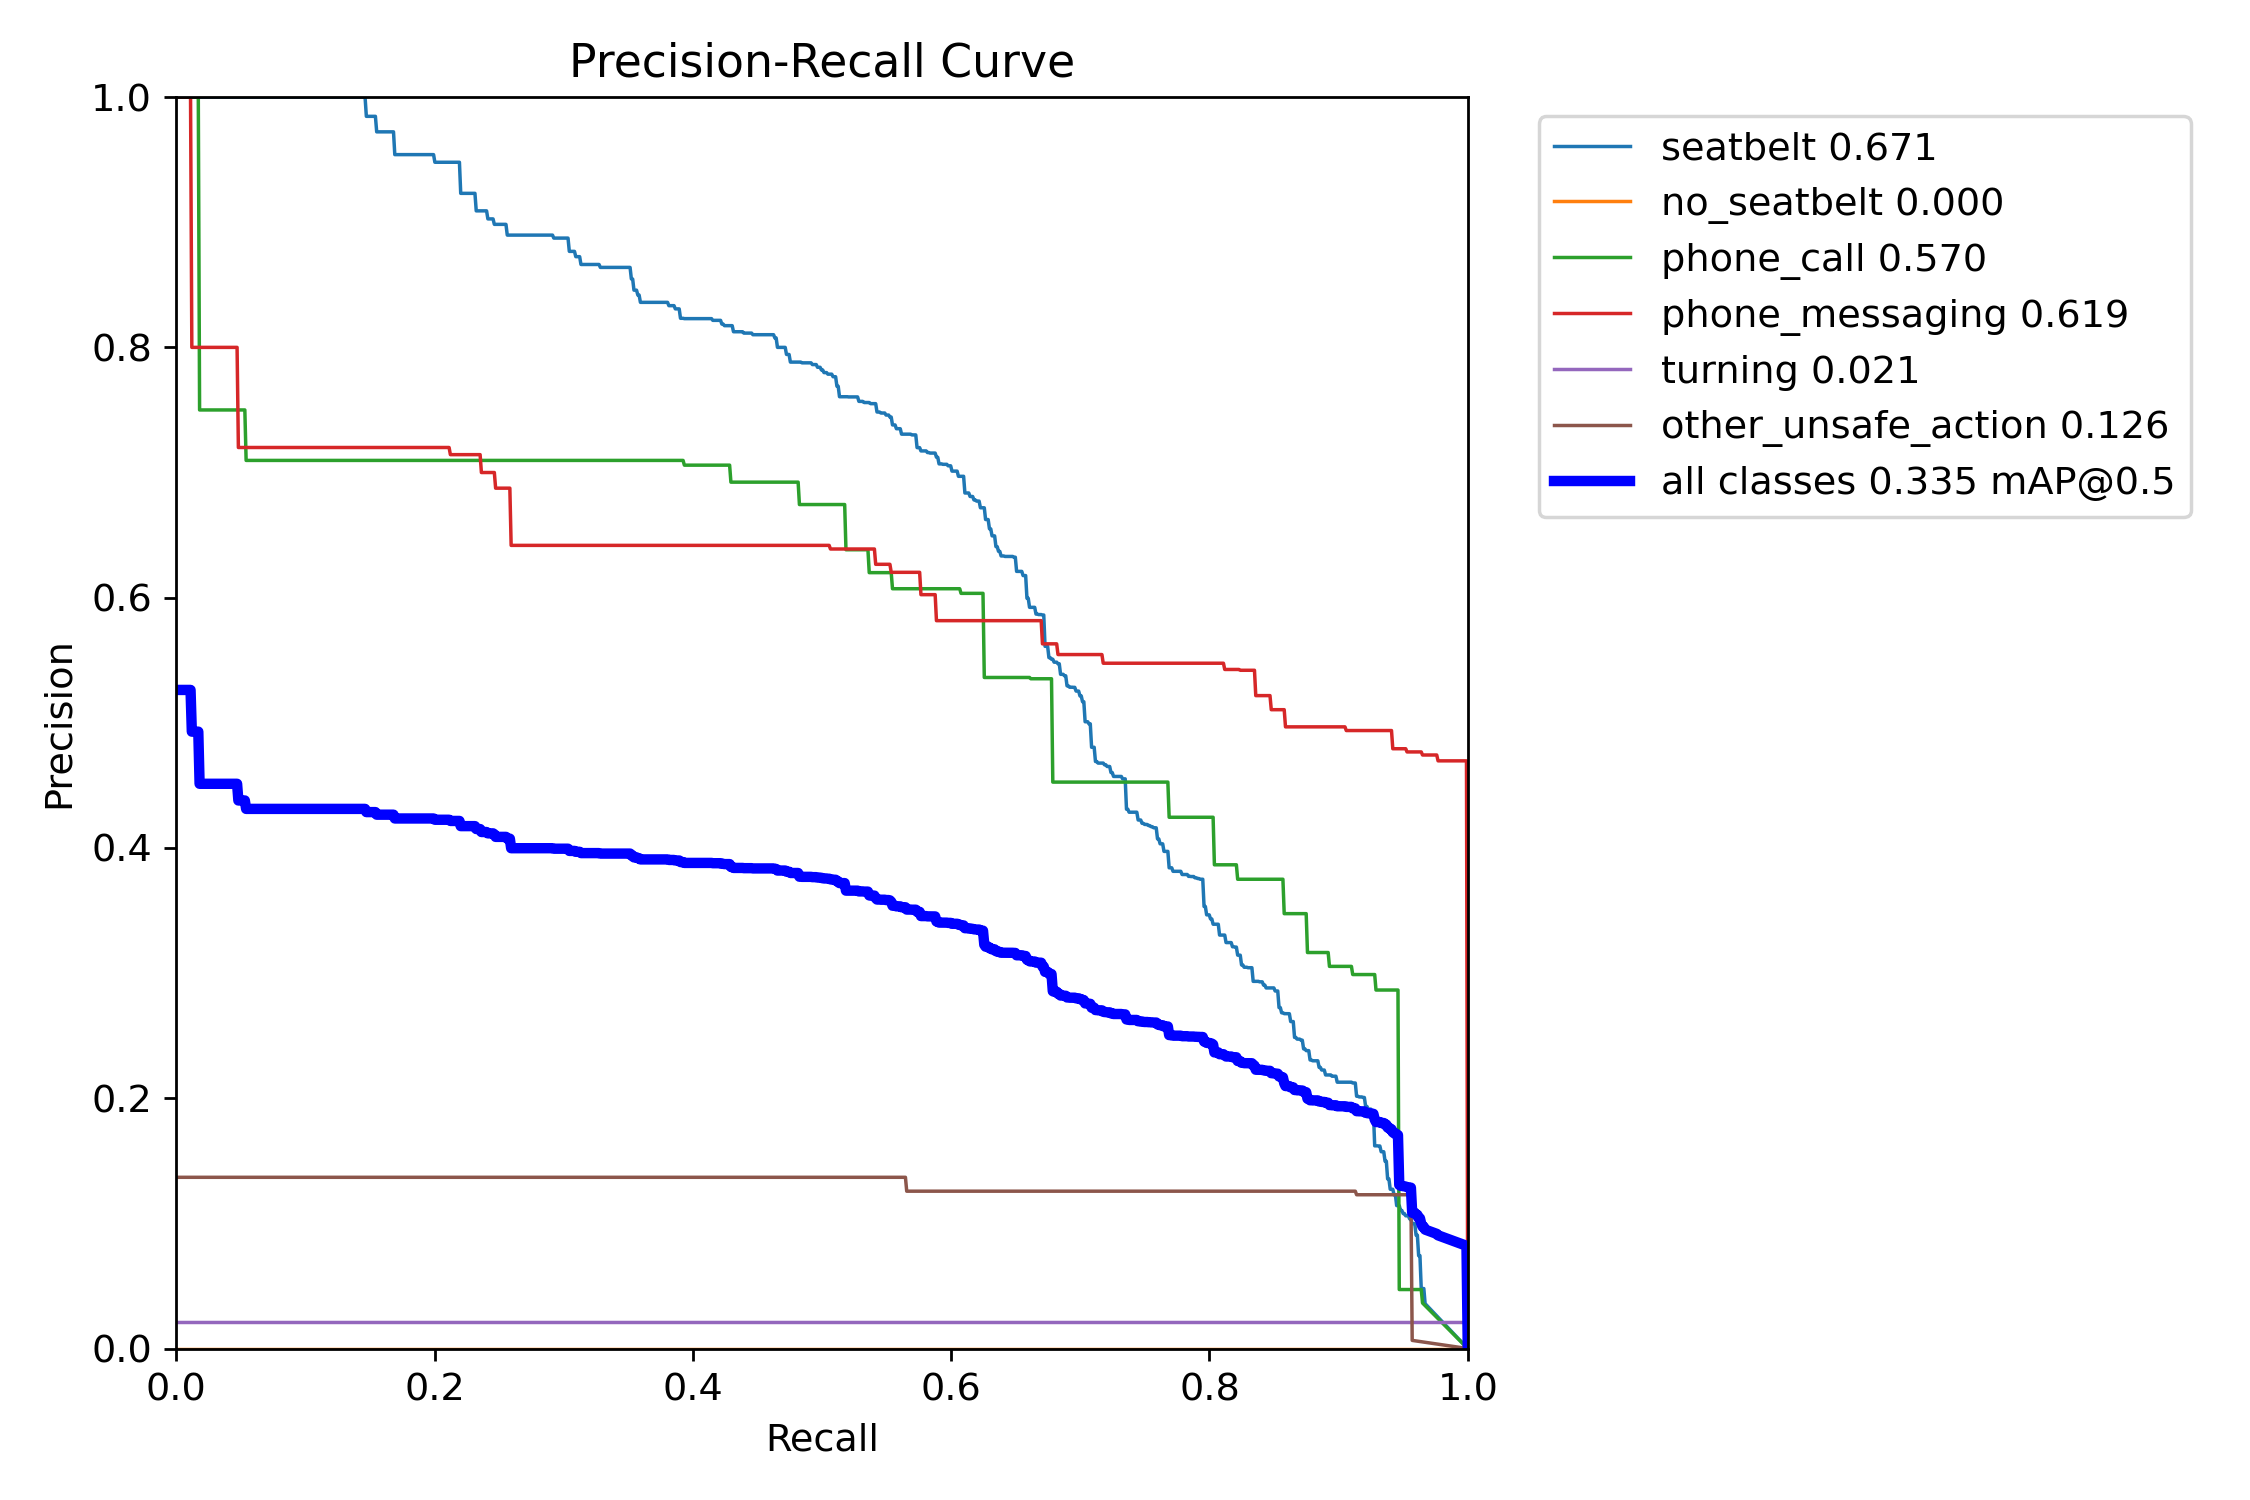 Precision-Recall Curve
1.0
0.8
0.6
0.4
0.2
0.0
Precision
0.0 0.2 0.4 0.6 0.8 1.0
Recall
seatbelt 0.671
no_seatbelt 0.000
phone_call 0.570
phone_messaging 0.619
turning 0.021
other_unsafe_action 0.126
all classes 0.335 mAP@0.5